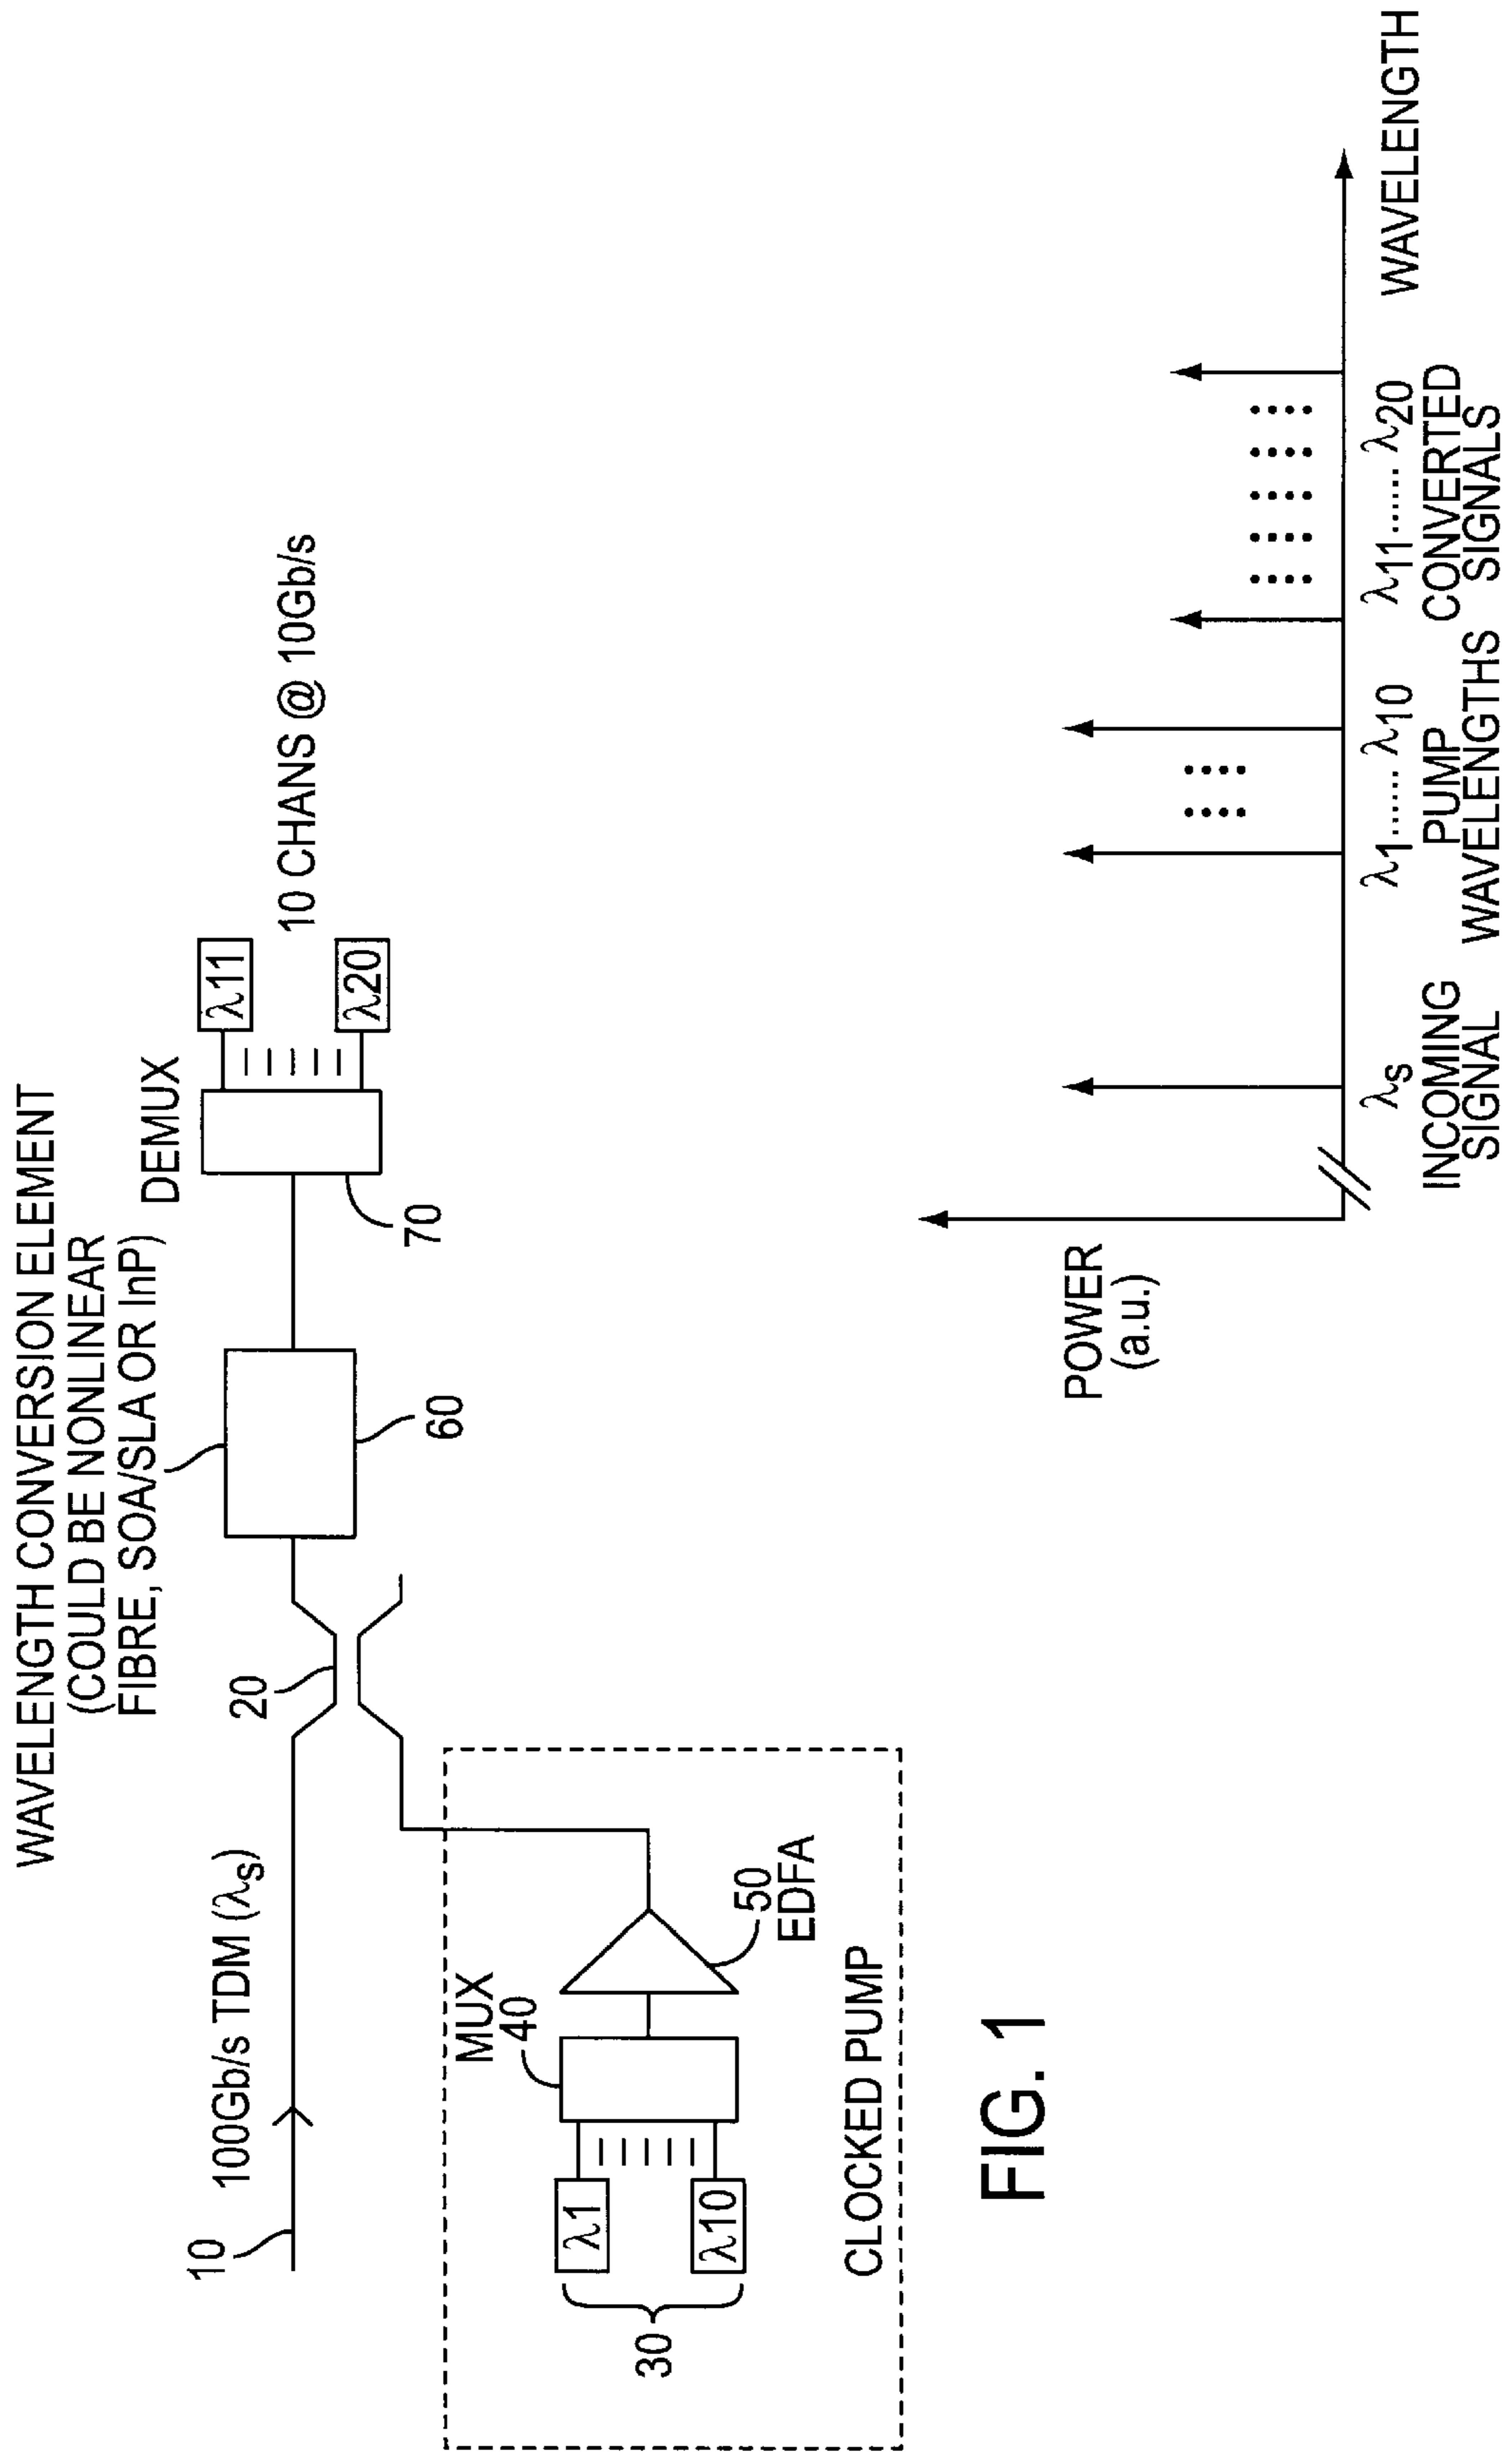 WAVELENGTH CONVERSION ELEMENT
(COULD BE NONLINEAR
FIBRE, SOA/SLA OR InP)
10
100Gb/s TDM (λs)
20
60
DEMUX
70
λ11
λ20
10 CHANS @ 10Gb/s
30
λ1
λ10
MUX
40
50
EDFA
CLOCKED PUMP
POWER
(a.u.)
WAVELENGTH
λs
INCOMING
SIGNAL
λ1...... λ10
PUMP
WAVELENGTHS
λ11...... λ20
CONVERTED
SIGNALS
FIG. 1